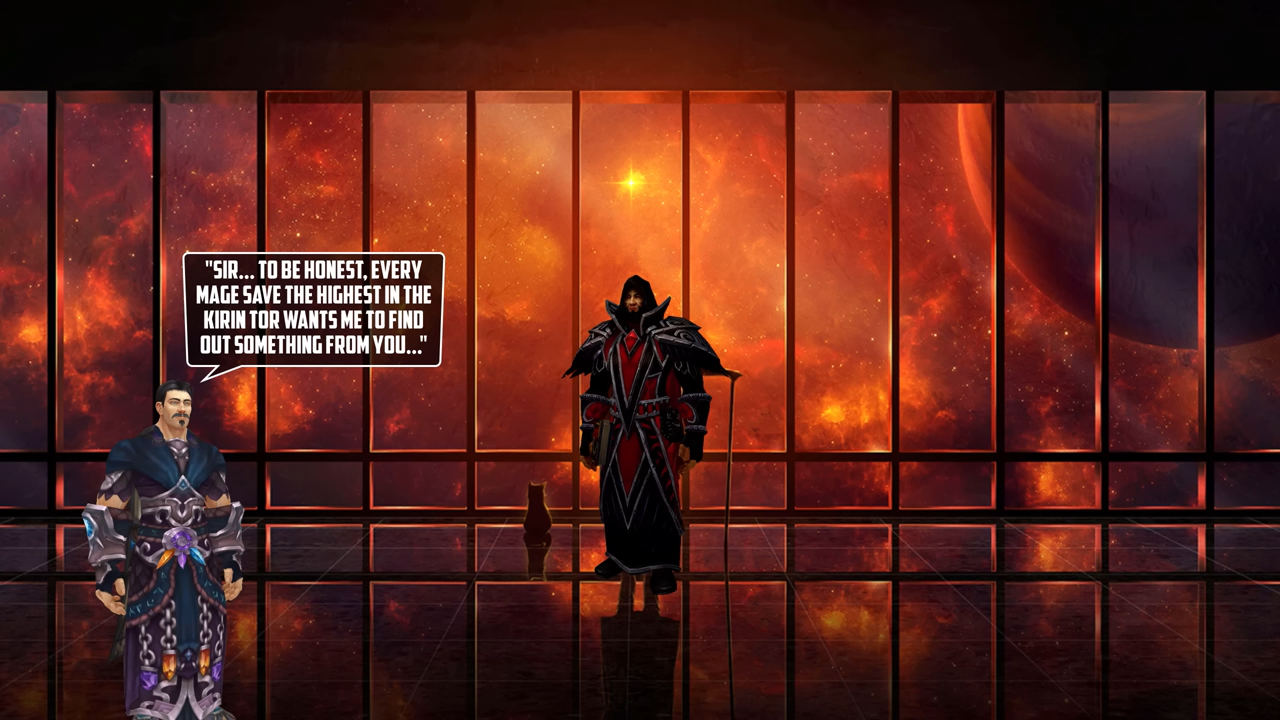 "SIR... TO BE HONEST, EVERY
MAGE SAVE THE HIGHEST IN THE
KIRIN TOR WANTS ME TO FIND
OUT SOMETHING FROM YOU..."